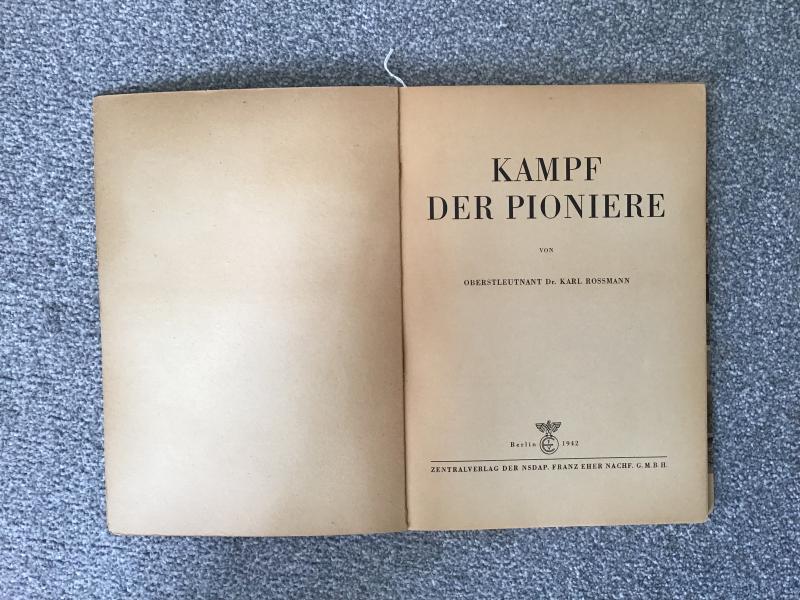 KAMPF
DER PIONIERE
VON
OBERSTLEUTNANT Dr. KARL ROSSMANN
Berlin 1942
ZENTRALVERLAG DER NSDAP. FRANZ EHER NACHF. G.M.B.H.